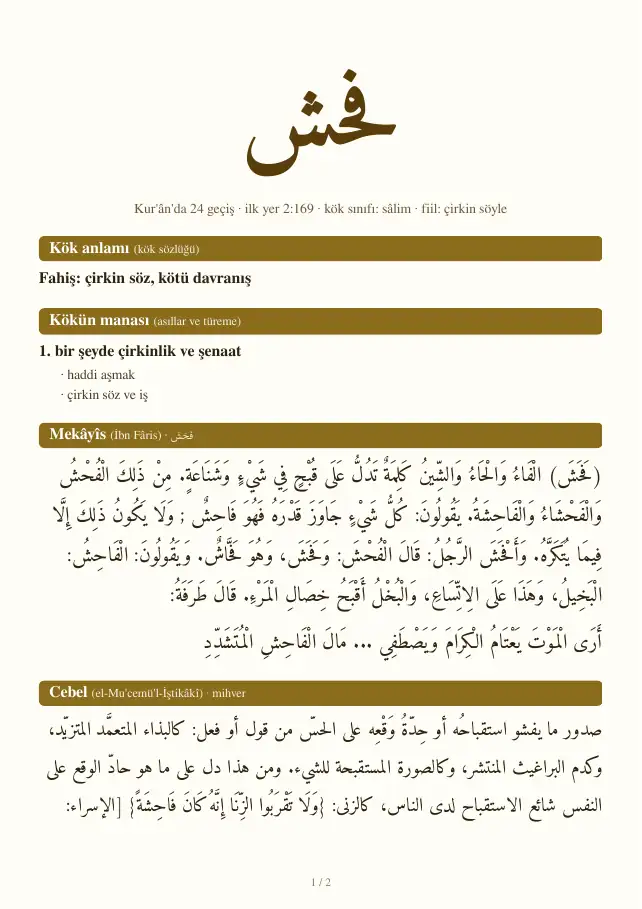 فحش
Kur'ân'da 24 geçiş · ilk yer 2:169 · kök sınıfı: sâlim · fiil: çirkin söyle
Kök anlamı (kök sözlüğü)
Fahiş: çirkin söz, kötü davranış
Kökün manası (asıllar ve türeme)
1. bir şeyde çirkinlik ve şenaat
· haddi aşmak
· çirkin söz ve iş
Mekâyîs (İbn Fâris) · فحش
(فَحَشَ) الْفَاءُ وَالْحَاءُ وَالشِّينُ كَلِمَةٌ تَدُلُّ عَلَى قُبْحٍ فِي شَيْءٍ وَشَنَاعَةٍ. مِنْ ذَلِكَ الْفُحْشُ
وَالْفَحْشَاءُ وَالْفَاحِشَةُ. يَقُولُونَ: كُلُّ شَيْءٍ جَاوَزَ قَدْرَهُ فَهُوَ فَاحِشٌ ; وَلَا يَكُونُ ذَلِكَ إِلَّا
فِيمَا يُتَكَرَّهُ. وَأَفْحَشَ الرَّجُلُ: قَالَ الْفُحْشَ: وَفَحَشَ، وَهُوَ فَحَّاشٌ. وَيَقُولُونَ: الْفَاحِشُ:
الْبَخِيلُ، وَهَذَا عَلَى الِاتِّسَاعِ، وَالْبُخْلُ أَقْبَحُ خِصَالِ الْمَرْءِ. قَالَ طَرَفَةُ:
أَرَى الْمَوْتَ يَعْتَامُ الْكِرَامَ وَيَصْطَفِي ... مَالَ الْفَاحِشِ الْمُتَشَدِّدِ
Cebel (el-Mu'cemü'l-İştikâkî) · mihver
صدور ما يفشو استقباحُه أو حِدّةُ وَقْعِه على الحسّ من قول أو فعل: كالبذاء المتعمَّد المتزيّد،
وكدم البراغيث المنتشر، وكالصورة المستقبحة للشيء. ومن هذا دل على ما هو حادّ الوقع على
النفس شائع الاستقباح لدى الناس، كالزنى: {وَلَا تَقْرَبُوا الزِّنَا إِنَّهُ كَانَ فَاحِشَةً} [الإسراء:
1 / 2